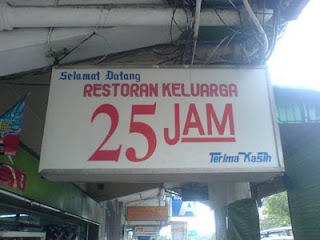 Selamat Datang
RESTORAN KELUARGA
25 JAM
Terima Kasih